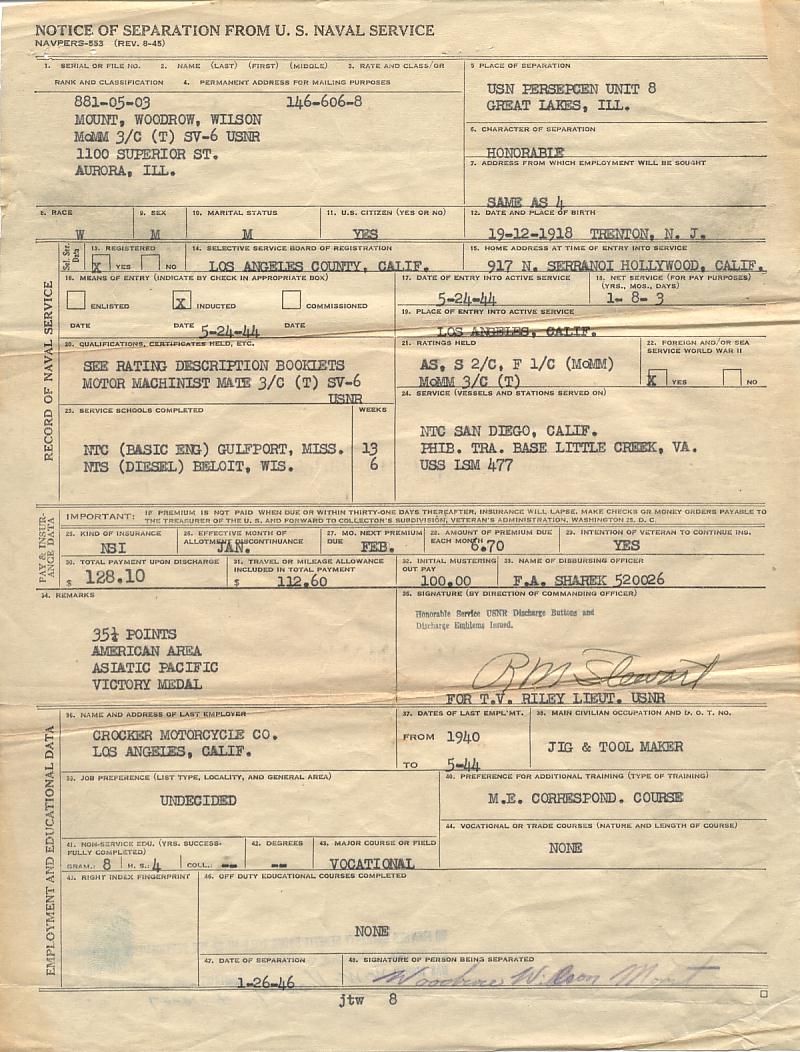 NOTICE OF SEPARATION FROM U. S. NAVAL SERVICE
NAVPERS-553 (REV. 8-45)
1. SERIAL OR FILE NO. 2. NAME (LAST) (FIRST) (MIDDLE) 3. RATE AND CLASS/OR
RANK AND CLASSIFICATION 4. PERMANENT ADDRESS FOR MAILING PURPOSES
881-05-03 146-606-8
MOUNT, WOODROW, WILSON
MoMM 3/C (T) SV-6 USNR
1100 SUPERIOR ST.
AURORA, ILL.
5 PLACE OF SEPARATION
USN PERSEPCEN UNIT 8
GREAT LAKES, ILL.
6. CHARACTER OF SEPARATION
HONORABLE
7. ADDRESS FROM WHICH EMPLOYMENT WILL BE SOUGHT
SAME AS 4
8. RACE
W
9. SEX
M
10. MARITAL STATUS
M
11. U.S. CITIZEN (YES OR NO)
YES
12. DATE AND PLACE OF BIRTH
19-12-1918 TRENTON, N. J.
RECORD OF NAVAL SERVICE
Sel. Ser. Data
13. REGISTERED
X YES NO
14. SELECTIVE SERVICE BOARD OF REGISTRATION
LOS ANGELES COUNTY, CALIF.
15. HOME ADDRESS AT TIME OF ENTRY INTO SERVICE
917 N. SERRANOI HOLLYWOOD, CALIF.
16. MEANS OF ENTRY (INDICATE BY CHECK IN APPROPRIATE BOX)
ENLISTED X INDUCTED COMMISSIONED
DATE DATE 5-24-44 DATE
17. DATE OF ENTRY INTO ACTIVE SERVICE
5-24-44
18. NET SERVICE (FOR PAY PURPOSES)
(YRS., MOS., DAYS)
1- 8- 3
19. PLACE OF ENTRY INTO ACTIVE SERVICE
LOS ANGELES, CALIF.
20. QUALIFICATIONS, CERTIFICATES HELD, ETC.
SEE RATING DESCRIPTION BOOKLETS
MOTOR MACHINIST MATE 3/C (T) SV-6
USNR
21. RATINGS HELD
AS, S 2/C, F 1/C (MoMM)
MoMM 3/C (T)
22. FOREIGN AND/OR SEA
SERVICE WORLD WAR II
X YES NO
23. SERVICE SCHOOLS COMPLETED WEEKS
NTC (BASIC ENG) GULFPORT, MISS. 13
NTS (DIESEL) BELOIT, WIS. 6
24. SERVICE (VESSELS AND STATIONS SERVED ON)
NTC SAN DIEGO, CALIF.
PHIB. TRA. BASE LITTLE CREEK, VA.
USS LSM 477
PAY & INSUR-
ANCE DATA
IMPORTANT: IF PREMIUM IS NOT PAID WHEN DUE OR WITHIN THIRTY-ONE DAYS THEREAFTER, INSURANCE WILL LAPSE. MAKE CHECKS OR MONEY ORDERS PAYABLE TO
THE TREASURER OF THE U. S. AND FORWARD TO COLLECTOR'S SUBDIVISION, VETERAN'S ADMINISTRATION, WASHINGTON 25, D. C.
25. KIND OF INSURANCE
NSI
26. EFFECTIVE MONTH OF
ALLOTMENT DISCONTINUANCE
JAN.
27. MO. NEXT PREMIUM
DUE
FEB.
28. AMOUNT OF PREMIUM DUE
EACH MONTH
6.70
29. INTENTION OF VETERAN TO CONTINUE INS.
YES
30. TOTAL PAYMENT UPON DISCHARGE
$ 128.10
31. TRAVEL OR MILEAGE ALLOWANCE
INCLUDED IN TOTAL PAYMENT
$ 112.60
32. INITIAL MUSTERING
OUT PAY
100.00
33. NAME OF DISBURSING OFFICER
F.A. SHAREK 520026
34. REMARKS
35¼ POINTS
AMERICAN AREA
ASIATIC PACIFIC
VICTORY MEDAL
35. SIGNATURE (BY DIRECTION OF COMMANDING OFFICER)
Honorable Service USNR Discharge Buttons and
Discharge Emblems Issued.
R M Stewart
FOR T.V. RILEY LIEUT. USNR
EMPLOYMENT AND EDUCATIONAL DATA
36. NAME AND ADDRESS OF LAST EMPLOYER
CROCKER MOTORCYCLE CO.
LOS ANGELES, CALIF.
37. DATES OF LAST EMPL'MT.
FROM 1940
TO 5-44
38. MAIN CIVILIAN OCCUPATION AND D. O. T. NO.
JIG & TOOL MAKER
39. JOB PREFERENCE (LIST TYPE, LOCALITY, AND GENERAL AREA)
UNDECIDED
40. PREFERENCE FOR ADDITIONAL TRAINING (TYPE OF TRAINING)
M.E. CORRESPOND. COURSE
41. NON-SERVICE EDU. (YRS. SUCCESS-
FULLY COMPLETED)
GRAM.: 8 H. S.: 4 COLL.: --
42. DEGREES
--
43. MAJOR COURSE OR FIELD
VOCATIONAL
44. VOCATIONAL OR TRADE COURSES (NATURE AND LENGTH OF COURSE)
NONE
45. RIGHT INDEX FINGERPRINT
46. OFF DUTY EDUCATIONAL COURSES COMPLETED
NONE
47. DATE OF SEPARATION
1-26-46
48. SIGNATURE OF PERSON BEING SEPARATED
Woodrow Wilson Mount
jtw 8